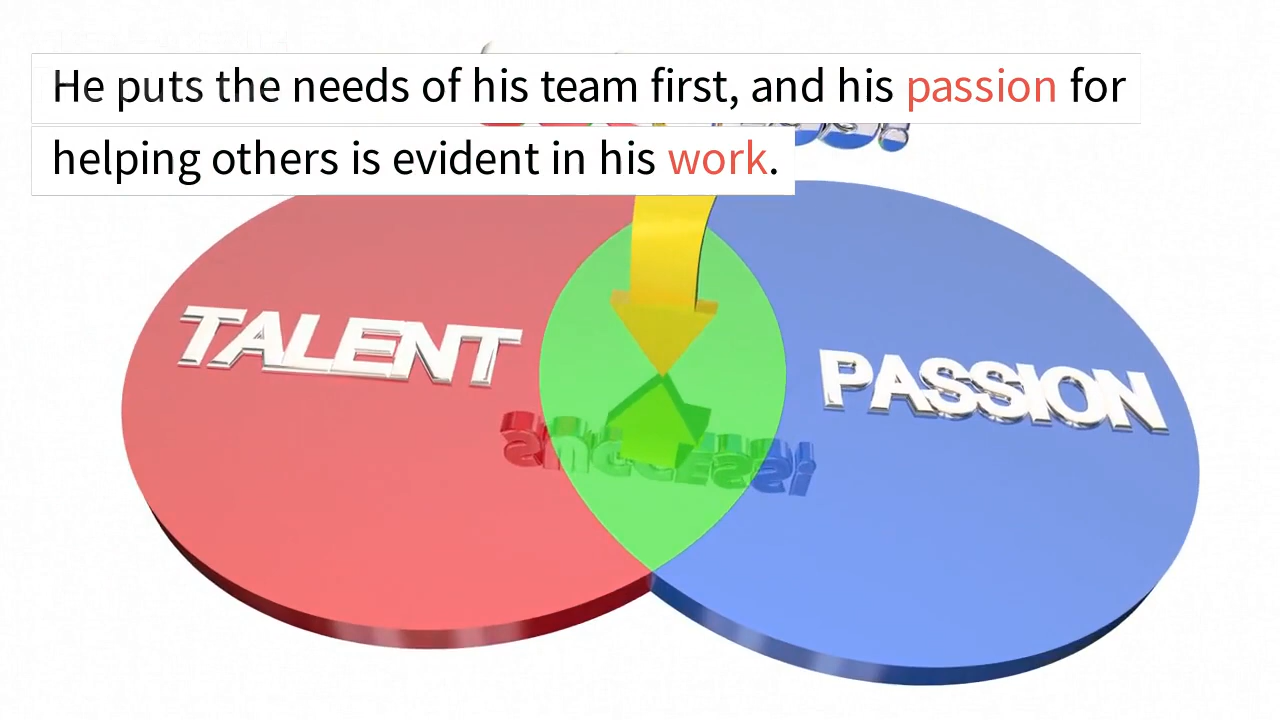 He puts the needs of his team first, and his passion for
helping others is evident in his work.
TALENT
PASSION
SUCCESS!